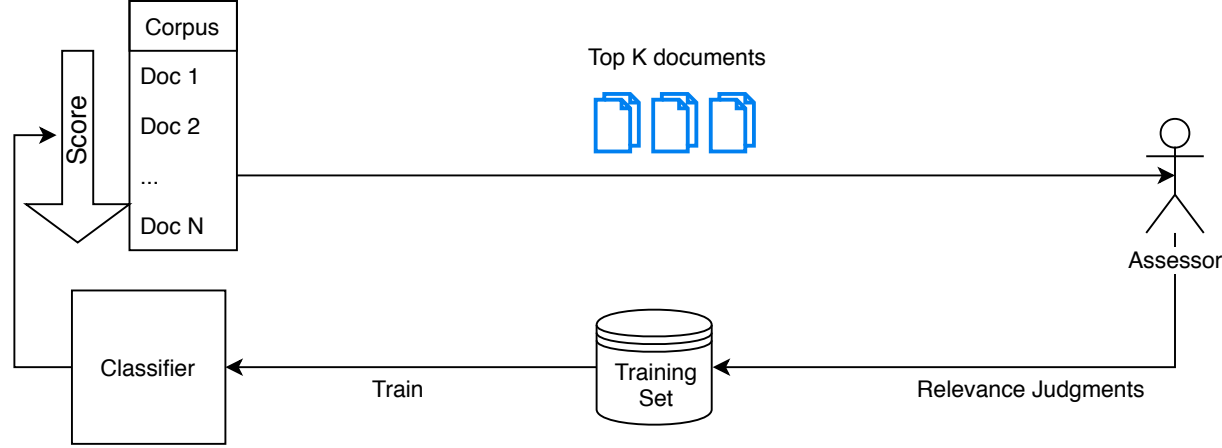 Corpus
Doc 1
Doc 2
...
Doc N
Score
Top K documents
Assessor
Classifier
Train
Training
Set
Relevance Judgments